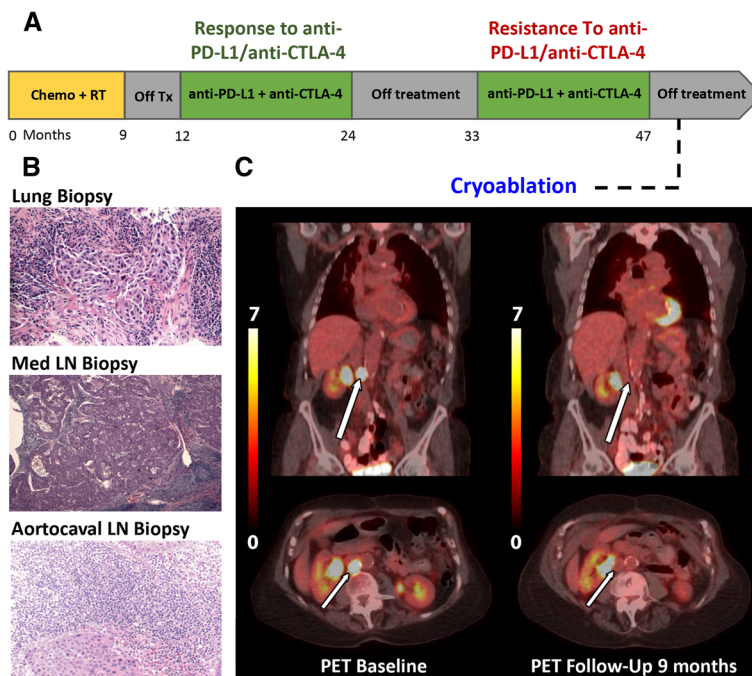 A
Response to anti-
PD-L1/anti-CTLA-4
Resistance To anti-
PD-L1/anti-CTLA-4
Chemo + RT
Off Tx
anti-PD-L1 + anti-CTLA-4
Off treatment
anti-PD-L1 + anti-CTLA-4
Off treatment
0 Months 9 12 24 33 47
B
C
Cryoablation
Lung Biopsy
Med LN Biopsy
Aortocaval LN Biopsy
7
0
7
0
PET Baseline
PET Follow-Up 9 months